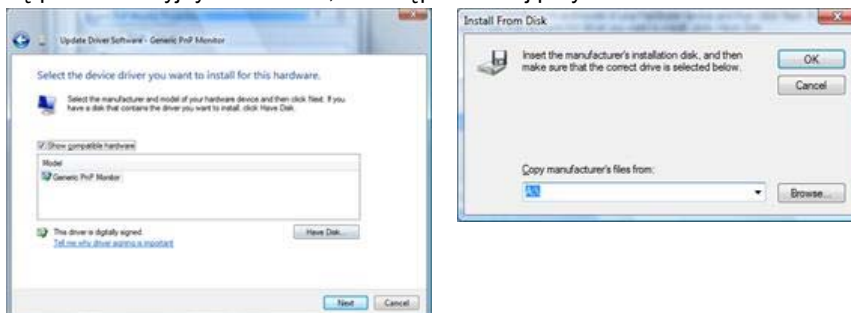 Update Driver Software - Generic PnP Monitor
Select the device driver you want to install for this hardware.
Select the manufacturer and model of your hardware device and then click Next. If you
have a disk that contains the driver you want to install, click Have Disk.
Show compatible hardware
Model
Generic PnP Monitor
This driver is digitally signed.
Tell me why driver signing is important
Have Disk...
Next
Cancel
Install From Disk
Insert the manufacturer's installation disk, and then
make sure that the correct drive is selected below.
OK
Cancel
Copy manufacturer's files from:
A:\
Browse...